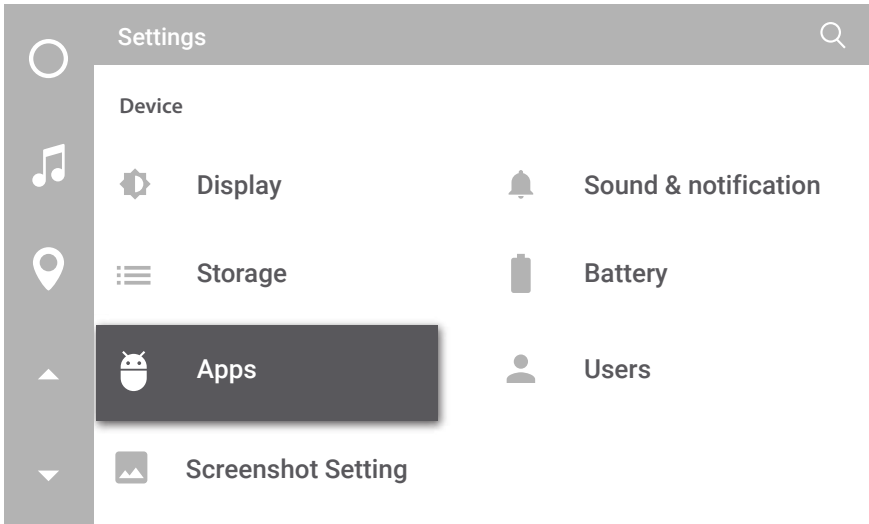 Settings
Device
Display
Sound & notification
Storage
Battery
Apps
Users
Screenshot Setting